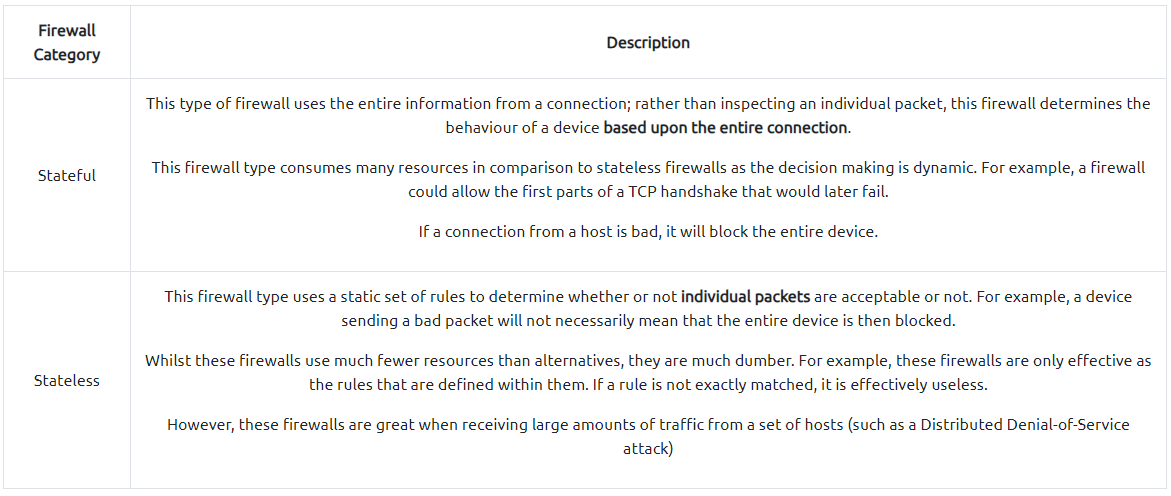 Firewall
Category
Description
Stateful
This type of firewall uses the entire information from a connection; rather than inspecting an individual packet, this firewall determines the
behaviour of a device based upon the entire connection.
This firewall type consumes many resources in comparison to stateless firewalls as the decision making is dynamic. For example, a firewall
could allow the first parts of a TCP handshake that would later fail.
If a connection from a host is bad, it will block the entire device.
Stateless
This firewall type uses a static set of rules to determine whether or not individual packets are acceptable or not. For example, a device
sending a bad packet will not necessarily mean that the entire device is then blocked.
Whilst these firewalls use much fewer resources than alternatives, they are much dumber. For example, these firewalls are only effective as
the rules that are defined within them. If a rule is not exactly matched, it is effectively useless.
However, these firewalls are great when receiving large amounts of traffic from a set of hosts (such as a Distributed Denial-of-Service
attack)